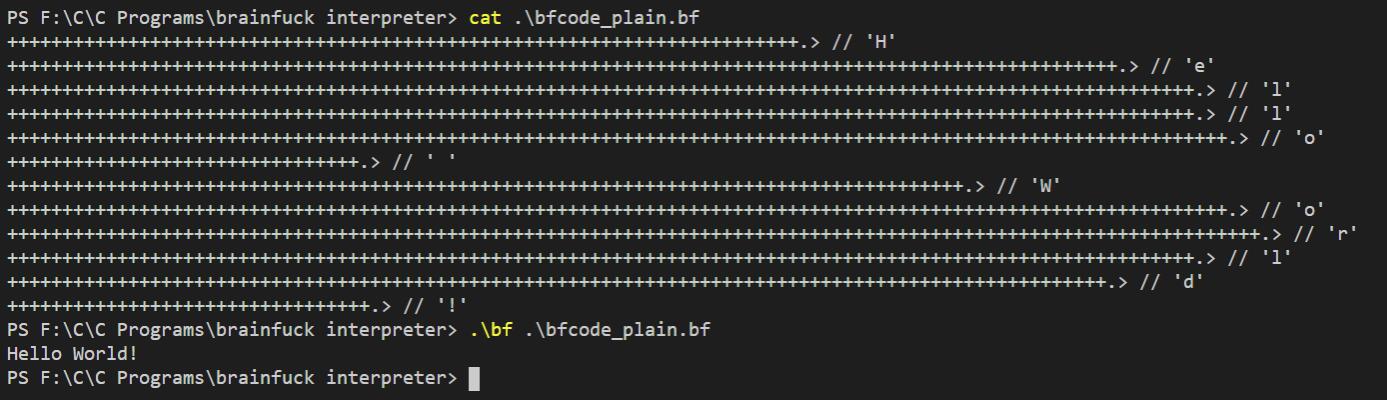 PS F:\C\C Programs\brainfuck interpreter> cat .\bfcode_plain.bf
++++++++++++++++++++++++++++++++++++++++++++++++++++++++++++++++++++++++.> // 'H'
+++++++++++++++++++++++++++++++++++++++++++++++++++++++++++++++++++++++++++++++++++++++++++++++++++++.> // 'e'
++++++++++++++++++++++++++++++++++++++++++++++++++++++++++++++++++++++++++++++++++++++++++++++++++++++++++++.> // 'l'
++++++++++++++++++++++++++++++++++++++++++++++++++++++++++++++++++++++++++++++++++++++++++++++++++++++++++++.> // 'l'
+++++++++++++++++++++++++++++++++++++++++++++++++++++++++++++++++++++++++++++++++++++++++++++++++++++++++++++++.> // 'o'
++++++++++++++++++++++++++++++++.> // ' '
+++++++++++++++++++++++++++++++++++++++++++++++++++++++++++++++++++++++++++++++++++++++.> // 'W'
+++++++++++++++++++++++++++++++++++++++++++++++++++++++++++++++++++++++++++++++++++++++++++++++++++++++++++++++.> // 'o'
++++++++++++++++++++++++++++++++++++++++++++++++++++++++++++++++++++++++++++++++++++++++++++++++++++++++++++++++++.> // 'r'
++++++++++++++++++++++++++++++++++++++++++++++++++++++++++++++++++++++++++++++++++++++++++++++++++++++++++++.> // 'l'
++++++++++++++++++++++++++++++++++++++++++++++++++++++++++++++++++++++++++++++++++++++++++++++++++++.> // 'd'
+++++++++++++++++++++++++++++++++.> // '!'
PS F:\C\C Programs\brainfuck interpreter> .\bf .\bfcode_plain.bf
Hello World!
PS F:\C\C Programs\brainfuck interpreter>